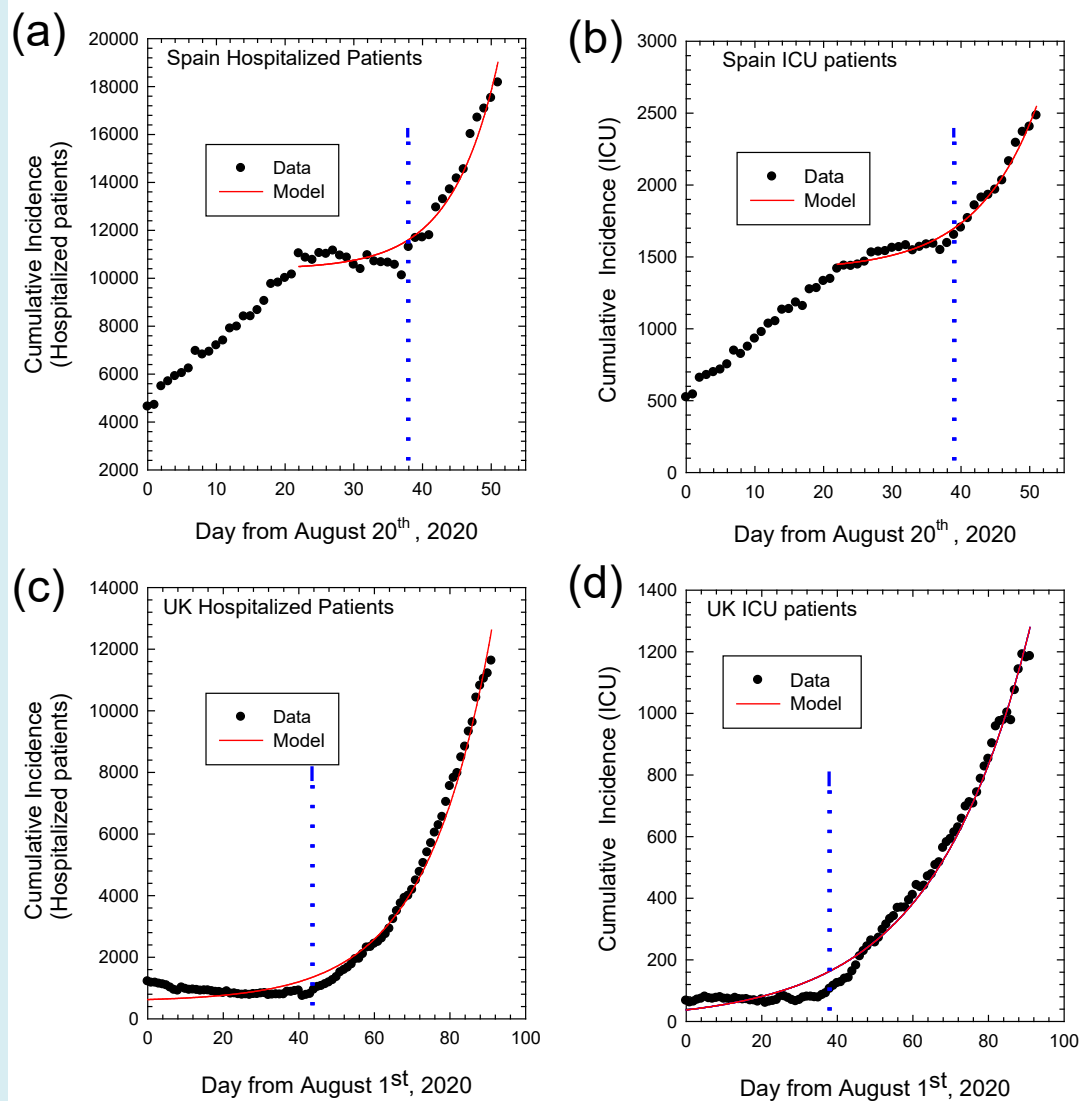 (a)
Spain Hospitalized Patients
Data
Model
Cumulative Incidence
(Hospitalized patients)
20000
18000
16000
14000
12000
10000
8000
6000
4000
2000
0 10 20 30 40 50
Day from August 20th, 2020
(b)
Spain ICU patients
Data
Model
Cumulative Incidence (ICU)
3000
2500
2000
1500
1000
500
0
0 10 20 30 40 50
Day from August 20th, 2020
(c)
UK Hospitalized Patients
Data
Model
Cumulative Incidence
(Hospitalized patients)
14000
12000
10000
8000
6000
4000
2000
0
0 20 40 60 80 100
Day from August 1st, 2020
(d)
UK ICU patients
Data
Model
Cumulative Incidence (ICU)
1400
1200
1000
800
600
400
200
0
0 20 40 60 80 100
Day from August 1st, 2020